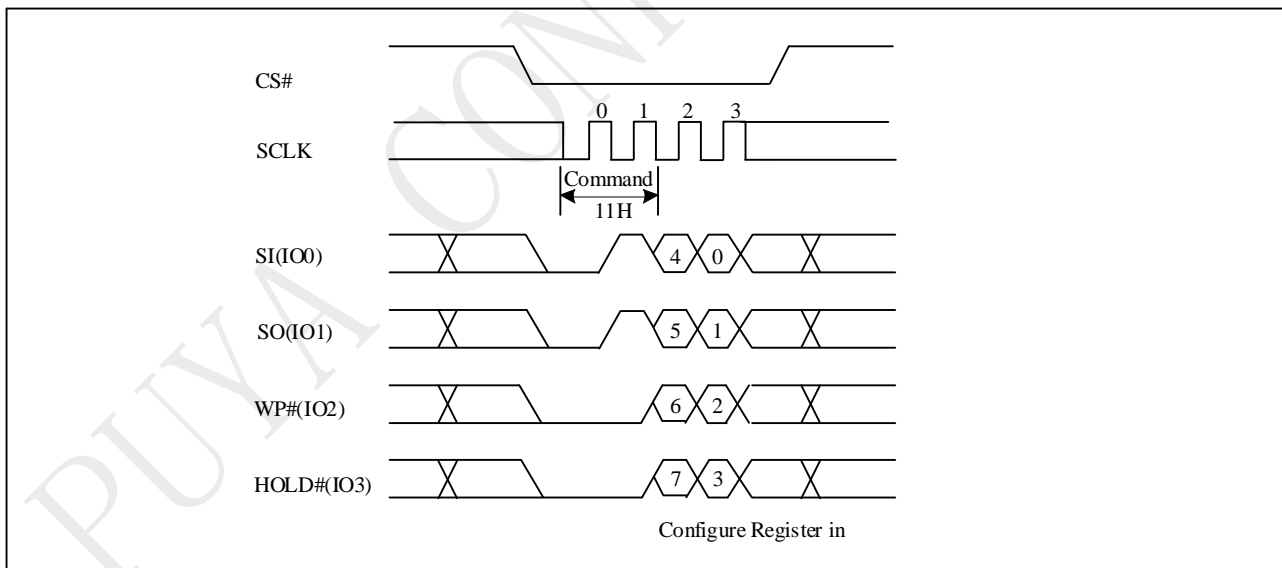 CS#
0 1 2 3
SCLK
Command
11H
SI(IO0) 4 0
SO(IO1) 5 1
WP#(IO2) 6 2
HOLD#(IO3) 7 3
Configure Register in
PUYA CON